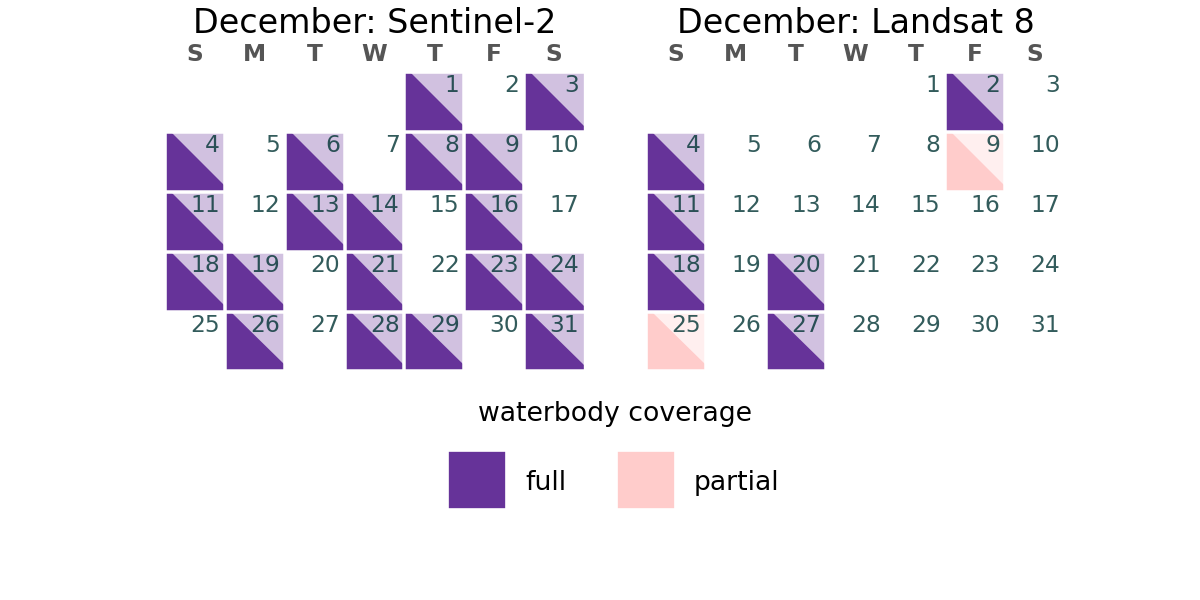 December: Sentinel-2
S M T W T F S
1 2 3
4 5 6 7 8 9 10
11 12 13 14 15 16 17
18 19 20 21 22 23 24
25 26 27 28 29 30 31
December: Landsat 8
S M T W T F S
1 2 3
4 5 6 7 8 9 10
11 12 13 14 15 16 17
18 19 20 21 22 23 24
25 26 27 28 29 30 31
waterbody coverage
full
partial